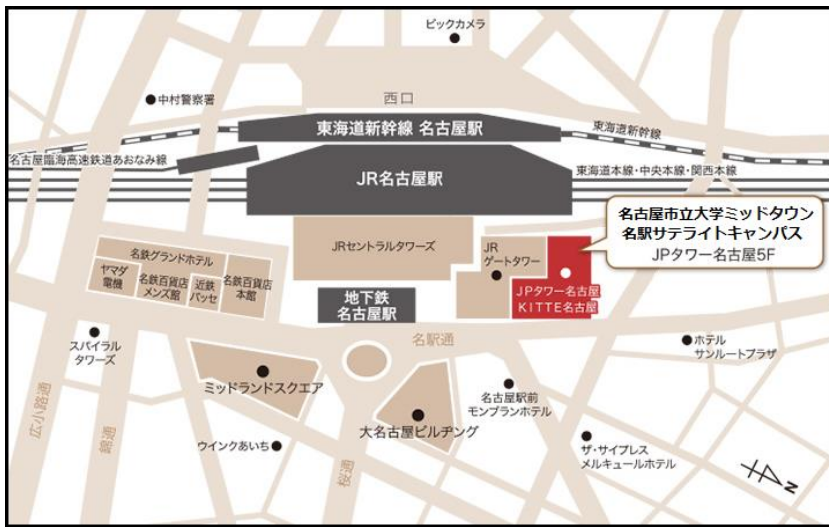 ビックカメラ
中村警察署
西口
東海道新幹線 名古屋駅
東海道新幹線
名古屋臨海高速鉄道あおなみ線
JR名古屋駅
東海道本線・中央本線・関西本線
名古屋市立大学ミッドタウン
名駅サテライトキャンパス
JPタワー名古屋5F
JRセントラルタワーズ
JR
ゲートタワー
JPタワー名古屋
KITTE名古屋
名鉄グランドホテル
ヤマダ
電機
名鉄百貨店
メンズ館
近鉄
パッセ
名鉄百貨店
本館
地下鉄
名古屋駅
スパイラル
タワーズ
名駅通
ホテル
サンルートプラザ
ミッドランドスクエア
名古屋駅前
モンブランホテル
大名古屋ビルヂング
広小路通
錦通
ウインクあいち
桜通
ザ・サイプレス
メルキュールホテル
N